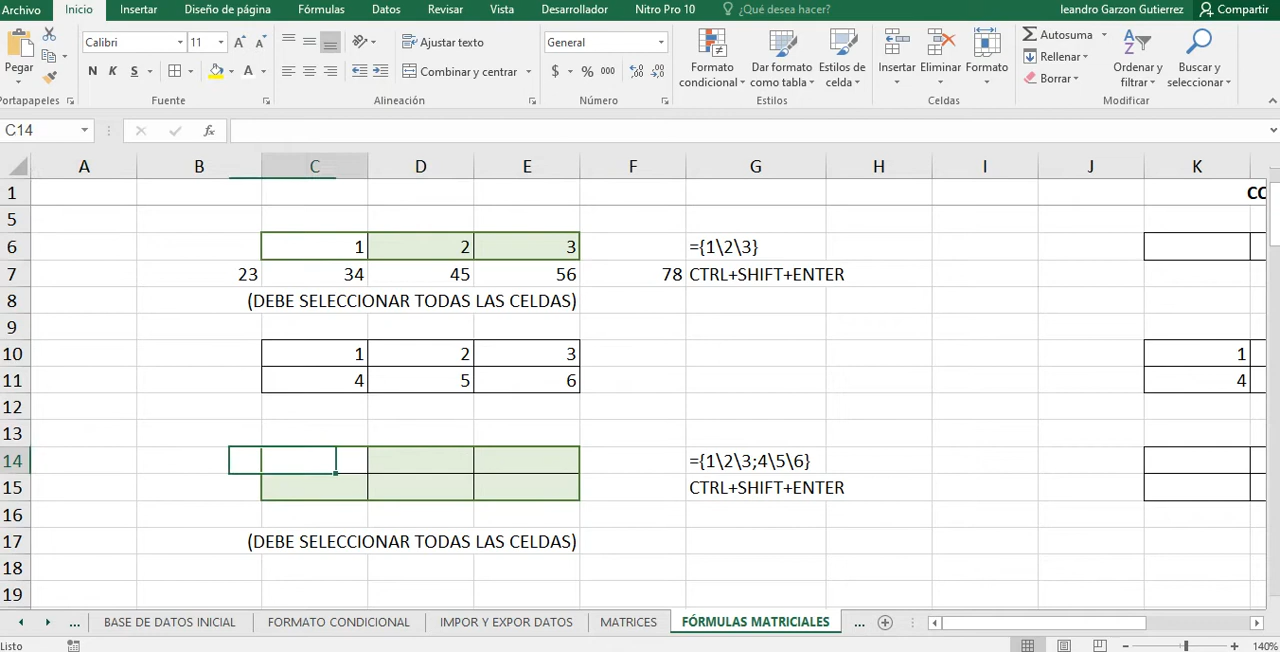 Archivo Inicio Insertar Diseño de página Fórmulas Datos Revisar Vista Desarrollador Nitro Pro 10 ¿Qué desea hacer? leandro Garzon Gutierrez Compartir
Pegar
Calibri 11
N K S
Ajustar texto
Combinar y centrar
General
$ % 000
Formato condicional
Dar formato como tabla
Estilos de celda
Insertar Eliminar Formato
Autosuma
Rellenar
Borrar
Ordenar y filtrar
Buscar y seleccionar
Portapapeles Fuente Alineación Número Estilos Celdas Modificar
C14 fx
A B C D E F G H I J K
1 CO
5
6 1 2 3 ={1\2\3}
7 23 34 45 56 78 CTRL+SHIFT+ENTER
8 (DEBE SELECCIONAR TODAS LAS CELDAS)
9
10 1 2 3 1
11 4 5 6 4
12
13
14 ={1\2\3;4\5\6}
15 CTRL+SHIFT+ENTER
16
17 (DEBE SELECCIONAR TODAS LAS CELDAS)
18
19
... BASE DE DATOS INICIAL FORMATO CONDICIONAL IMPOR Y EXPOR DATOS MATRICES FÓRMULAS MATRICIALES ...
Listo 140%